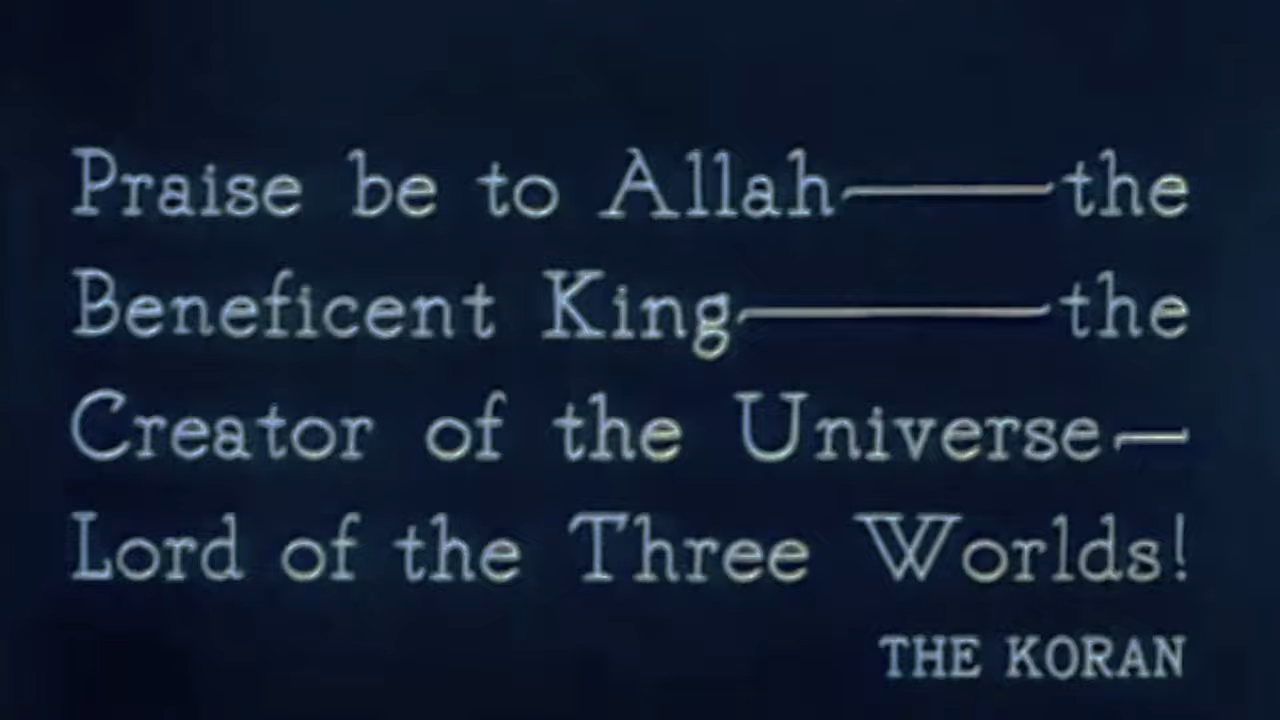 Praise be to Allah——the
Beneficent King——the
Creator of the Universe—
Lord of the Three Worlds!
THE KORAN